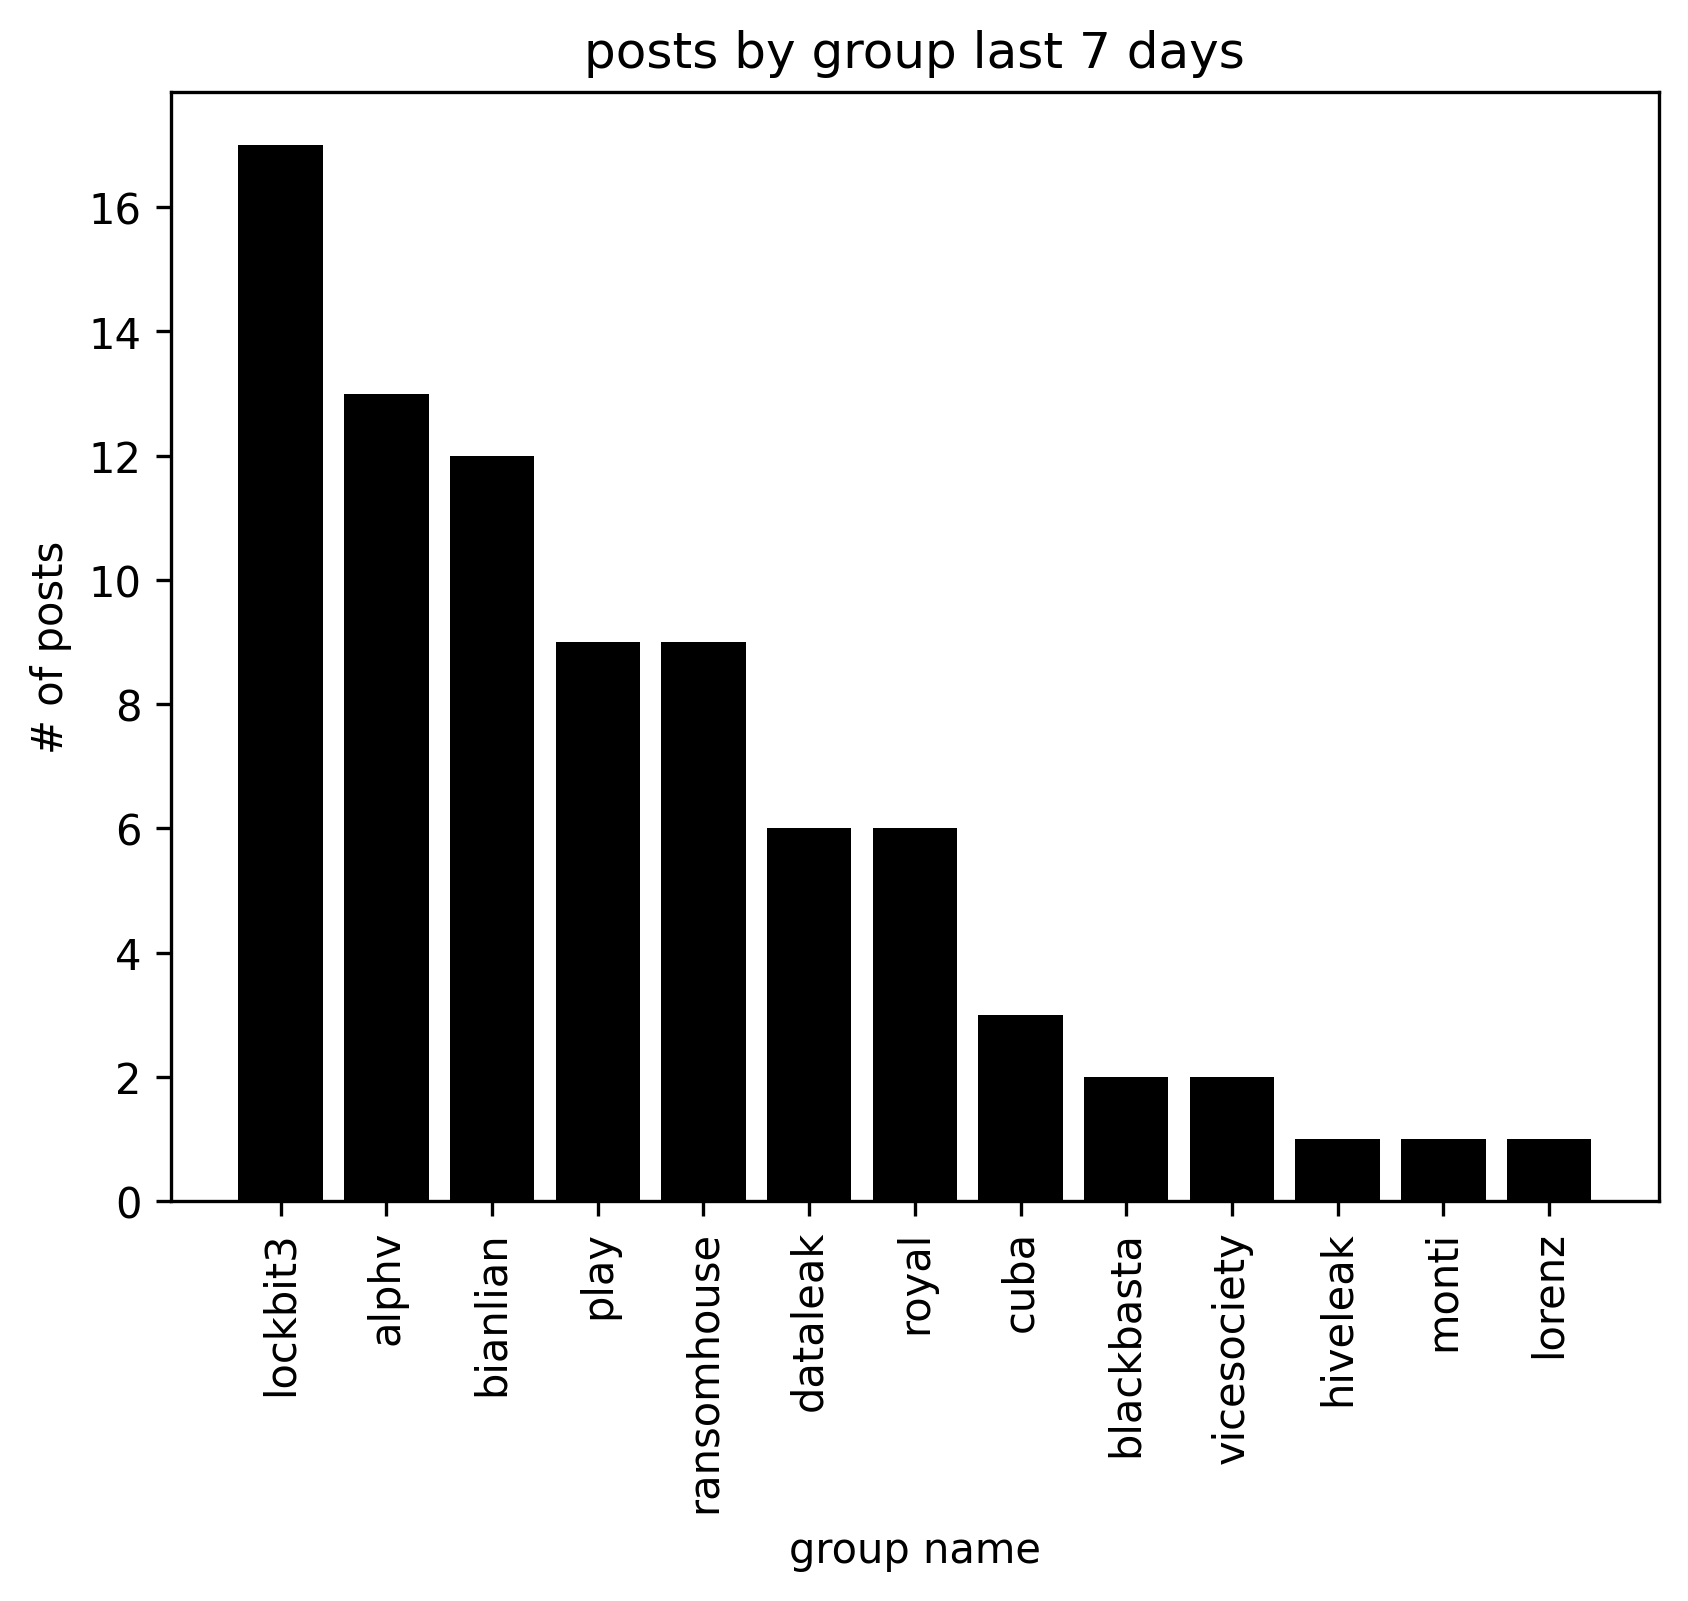 posts by group last 7 days
# of posts
16
14
12
10
8
6
4
2
0
lockbit3
alphv
bianlian
play
ransomhouse
dataleak
royal
cuba
blackbasta
vicesociety
hiveleak
monti
lorenz
group name